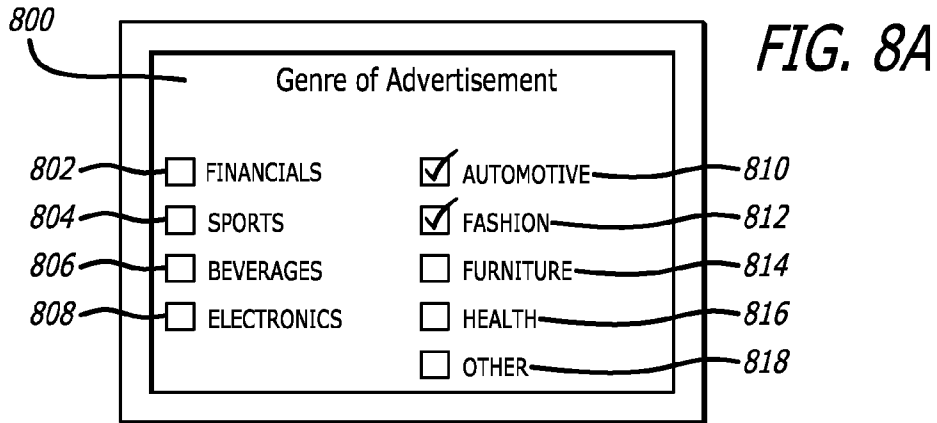 800
FIG. 8A
Genre of Advertisement
802 FINANCIALS AUTOMOTIVE 810
804 SPORTS FASHION 812
806 BEVERAGES FURNITURE 814
808 ELECTRONICS HEALTH 816
OTHER 818